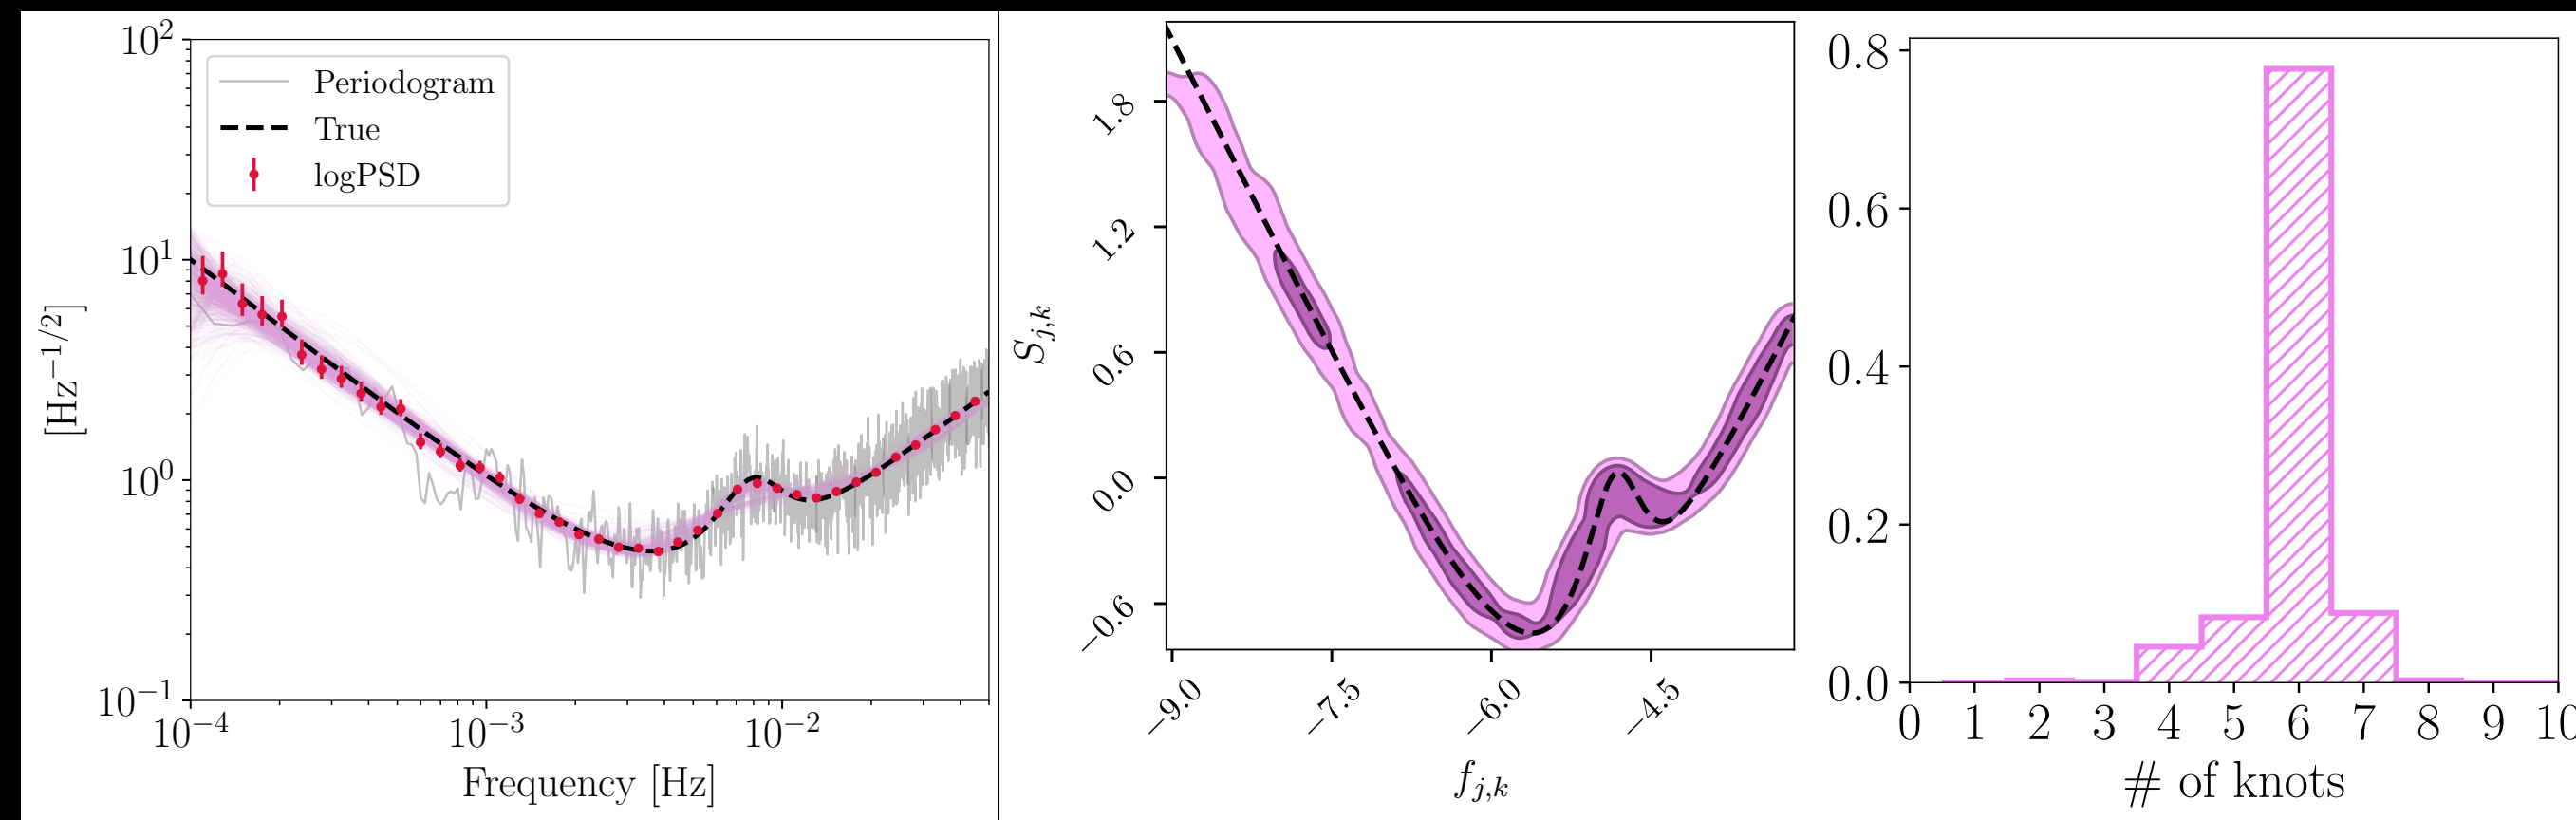 10^2
10^1
10^0
10^−1
[Hz^−1/2]
Periodogram
True
logPSD
10^−4
10^−3
10^−2
Frequency [Hz]
1.8
1.2
0.6
0.0
−0.6
S_{j,k}
−9.0
−7.5
−6.0
−4.5
f_{j,k}
0.8
0.6
0.4
0.2
0.0
0 1 2 3 4 5 6 7 8 9 10
# of knots